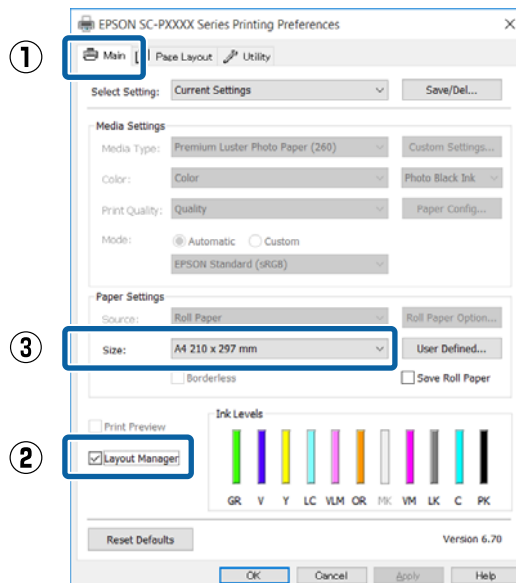 EPSON SC-PXXXX Series Printing Preferences
①
Main Page Layout Utility
Select Setting: Current Settings Save/Del...
Media Settings
Media Type: Premium Luster Photo Paper (260) Custom Settings...
Color: Color Photo Black Ink
Print Quality: Quality Paper Config...
Mode: Automatic Custom
EPSON Standard (sRGB)
Paper Settings
Source: Roll Paper Roll Paper Option...
③ Size: A4 210 x 297 mm User Defined...
Borderless Save Roll Paper
Print Preview Ink Levels
② Layout Manager
GR V Y LC VLM OR MK VM LK C PK
Reset Defaults Version 6.70
OK Cancel Apply Help